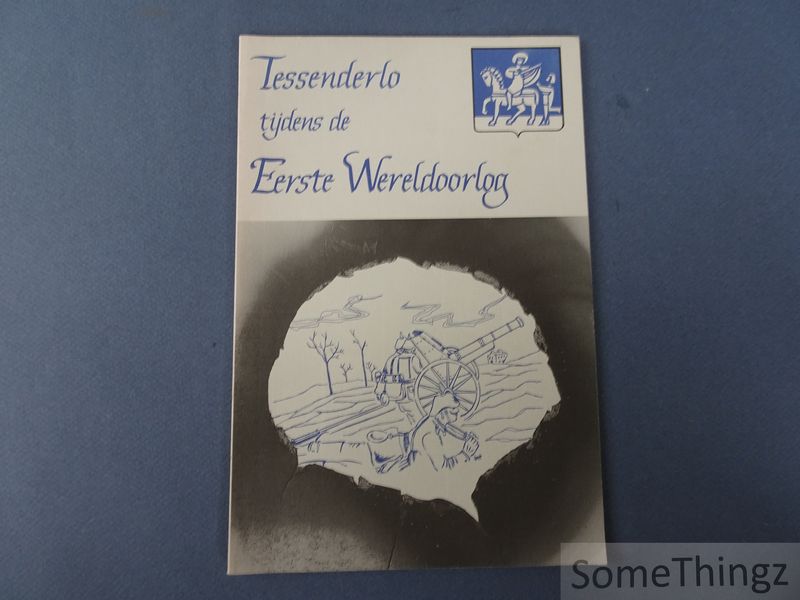 Tessenderlo
tijdens de
Eerste Wereldoorlog
SomeThingz